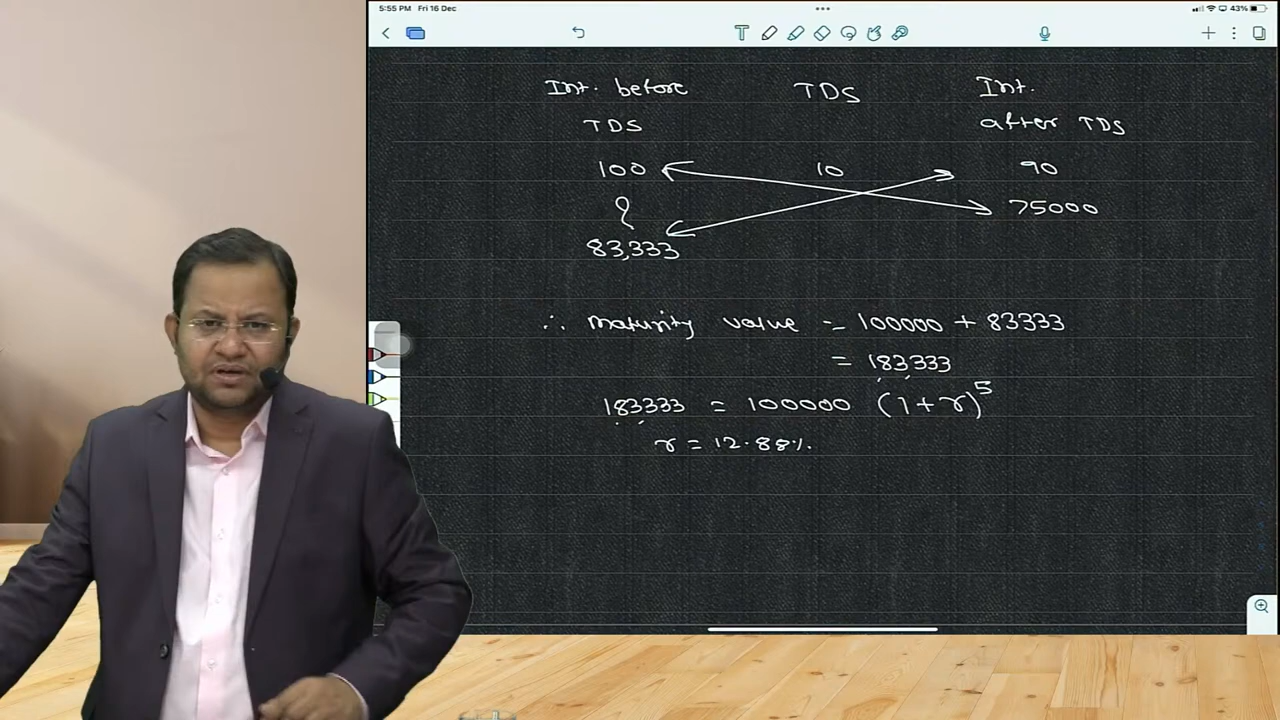 5:55 PM Fri 16 Dec
43%
Int. before TDS Int.
TDS after TDS
100 10 90
? 75000
83,333
∴ maturity value = 100000 + 83333
= 183333
183333 = 100000 (1+r)^5
r = 12.88%.